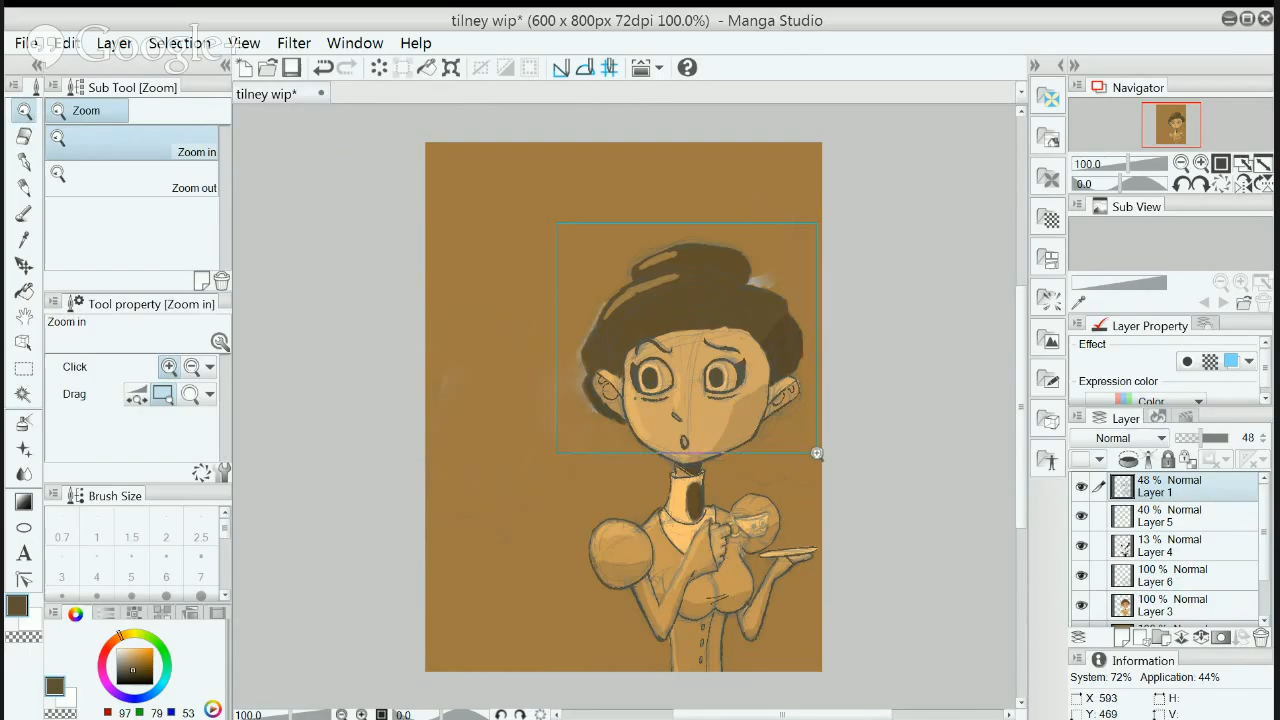 tilney wip* (600 x 800px 72dpi 100.0%) - Manga Studio
File Edit Layer Selection View Filter Window Help
Google+
Sub Tool [Zoom]
Zoom
Zoom in
Zoom out
Tool property [Zoom in]
Zoom in
Click
Drag
Brush Size
0.7 1 1.5 2 2.5
3 4 5 6 7
97 79 53
tilney wip*
100.0 0.0
Navigator
100.0
0.0
Sub View
Layer Property
Effect
Expression color
Color
Layer
Normal 48
48 % Normal
Layer 1
40 % Normal
Layer 5
13 % Normal
Layer 4
100 % Normal
Layer 6
100 % Normal
Layer 3
Information
System: 72% Application: 44%
X 593 H:
Y: 469 V: